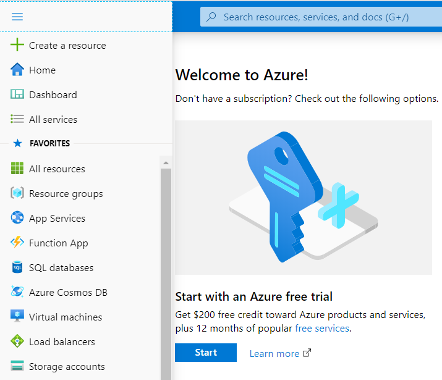 Search resources, services, and docs (G+/)
Create a resource
Home
Dashboard
All services
FAVORITES
All resources
Resource groups
App Services
Function App
SQL databases
Azure Cosmos DB
Virtual machines
Load balancers
Storage accounts
Welcome to Azure!
Don't have a subscription? Check out the following options.
Start with an Azure free trial
Get $200 free credit toward Azure products and services,
plus 12 months of popular free services.
Start Learn more